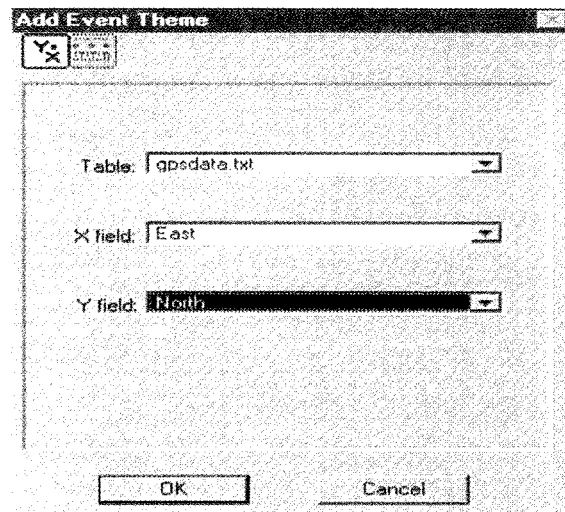 Add Event Theme
Table: gpsdata.txt
X field: East
Y field: North
OK
Cancel